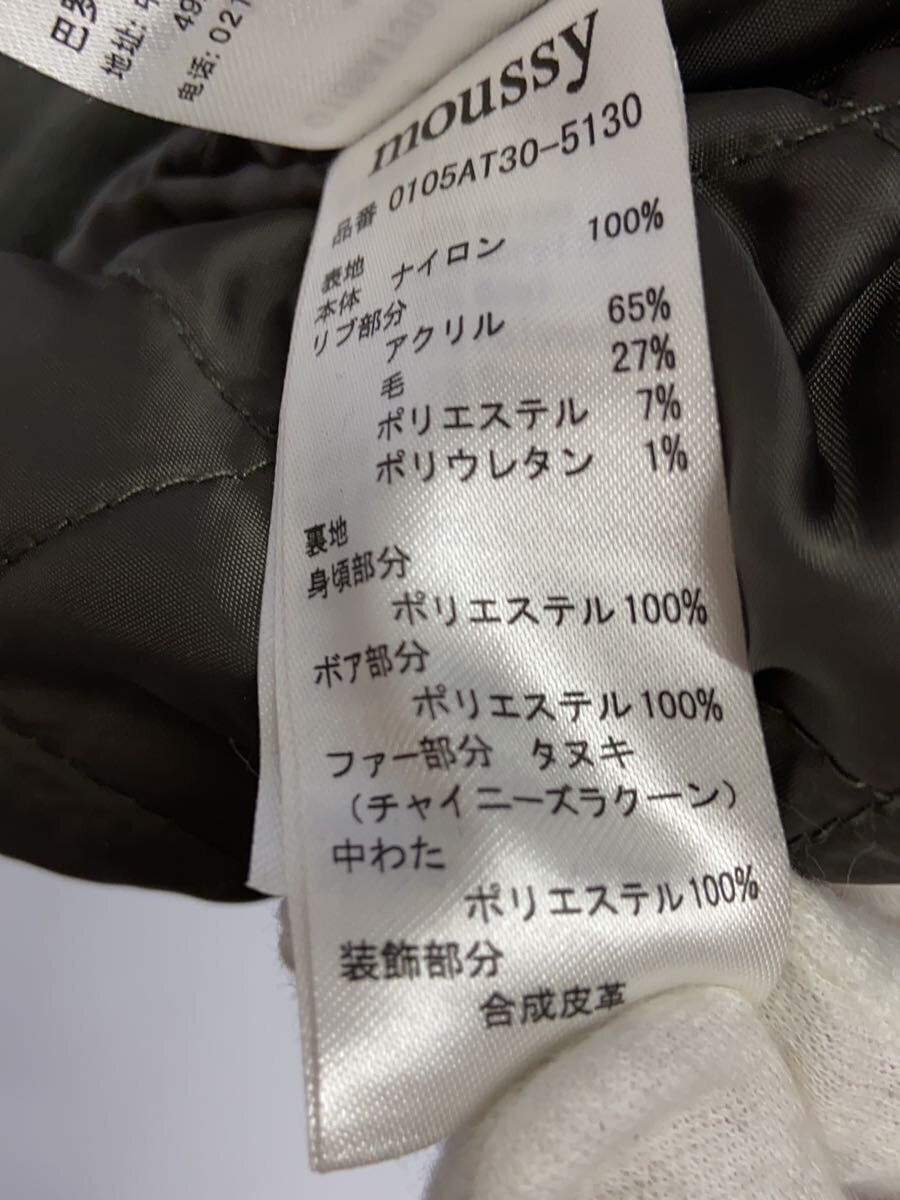 地址:
电话: 021
moussy
品番 0105AT30-5130
表地
本体 ナイロン 100%
リブ部分
アクリル 65%
毛 27%
ポリエステル 7%
ポリウレタン 1%
裏地
身頃部分
ポリエステル100%
ボア部分
ポリエステル100%
ファー部分 タヌキ
(チャイニーズラクーン)
中わた
ポリエステル100%
装飾部分
合成皮革